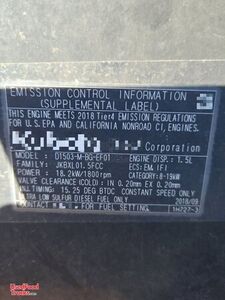 EMISSION CONTROL INFORMATION
(SUPPLEMENTAL LABEL)
THIS ENGINE MEETS 2018 Tier4 EMISSION REGULATIONS
FOR U.S.EPA AND CALIFORNIA NONROAD CI, ENGINES.
Kubota Corporation
MODEL : D1503-M-BG-EF01 ENGINE DISP.: 1.5L
FAMILY : JKBXL01.5FCC ECS: EM, IFI
POWER : 18.2kW/1800rpm CATEGORY: 8-19kW
VALVE CLEARANCE(COLD): IN 0.20mm EX 0.20mm
INJ. TIMING : 15.25 DEG BTDC CONSTANT SPEED ONLY
ULTRA LOW SULFUR DIESEL FUEL ONLY 2018/09
FOR FUEL SETTING